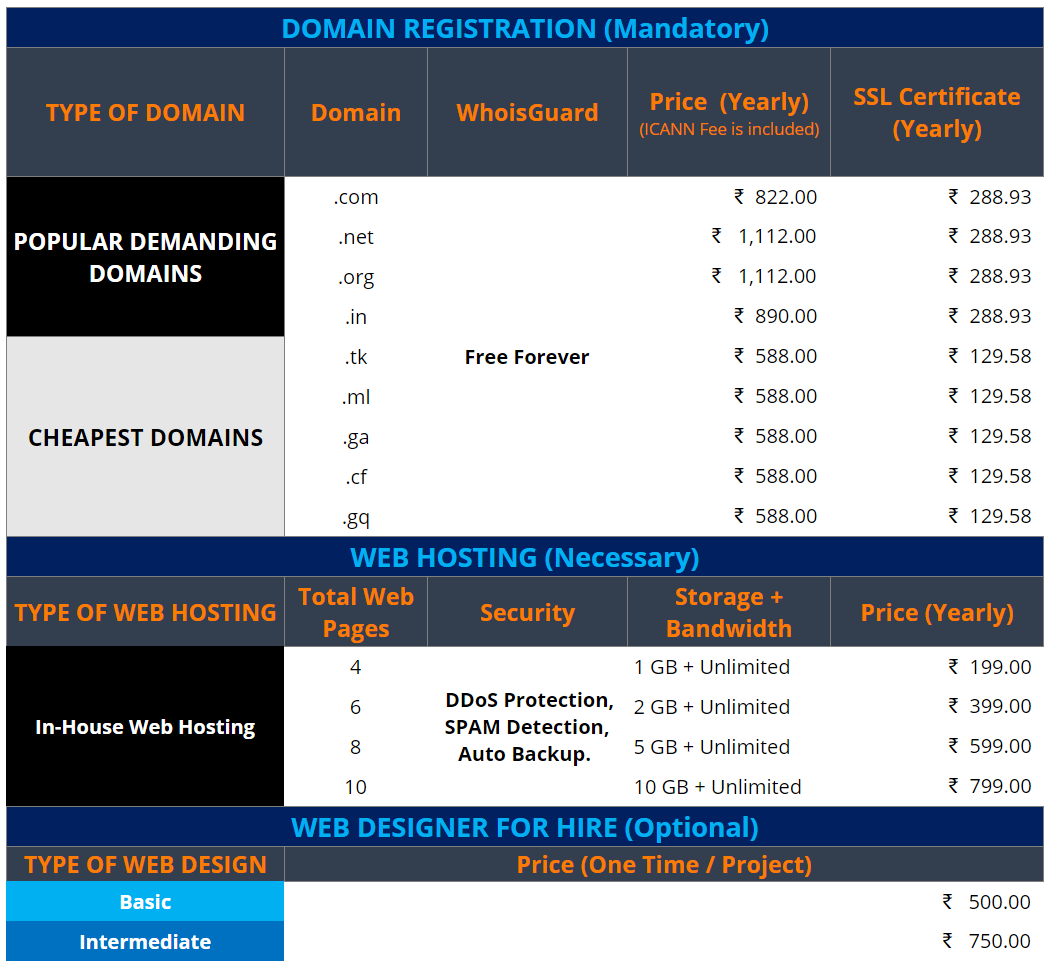 DOMAIN REGISTRATION (Mandatory)
TYPE OF DOMAIN Domain WhoisGuard Price (Yearly) (ICANN Fee is included) SSL Certificate (Yearly)
POPULAR DEMANDING DOMAINS
.com ₹ 822.00 ₹ 288.93
.net ₹ 1,112.00 ₹ 288.93
.org ₹ 1,112.00 ₹ 288.93
.in ₹ 890.00 ₹ 288.93
CHEAPEST DOMAINS
Free Forever
.tk ₹ 588.00 ₹ 129.58
.ml ₹ 588.00 ₹ 129.58
.ga ₹ 588.00 ₹ 129.58
.cf ₹ 588.00 ₹ 129.58
.gq ₹ 588.00 ₹ 129.58
WEB HOSTING (Necessary)
TYPE OF WEB HOSTING Total Web Pages Security Storage + Bandwidth Price (Yearly)
In-House Web Hosting
DDoS Protection,
SPAM Detection,
Auto Backup.
4 1 GB + Unlimited ₹ 199.00
6 2 GB + Unlimited ₹ 399.00
8 5 GB + Unlimited ₹ 599.00
10 10 GB + Unlimited ₹ 799.00
WEB DESIGNER FOR HIRE (Optional)
TYPE OF WEB DESIGN Price (One Time / Project)
Basic ₹ 500.00
Intermediate ₹ 750.00